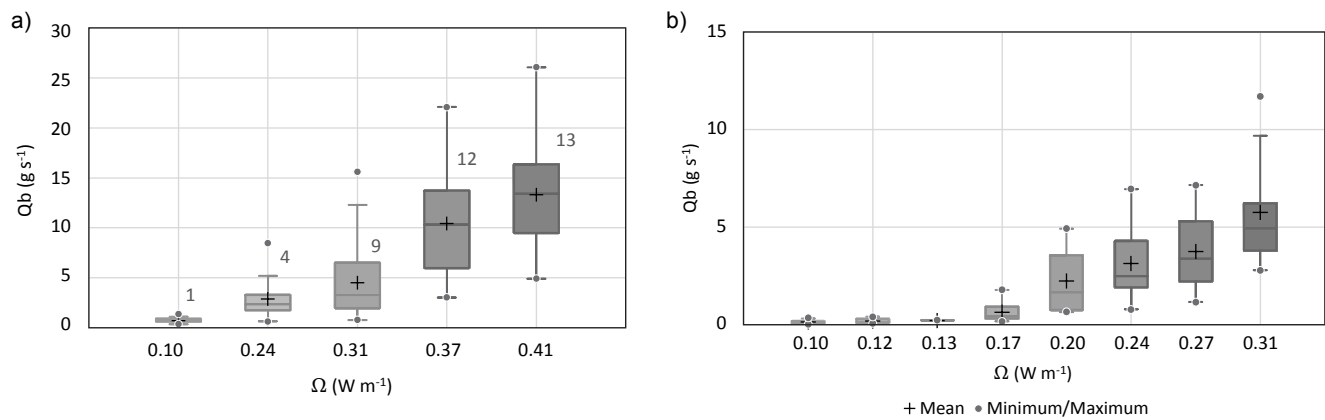 a)
30
25
20
15
10
5
0
Qb (g s⁻¹)
1
4
9
12
13
0.10 0.24 0.31 0.37 0.41
Ω (W m⁻¹)
b)
15
10
5
0
Qb (g s⁻¹)
0.10 0.12 0.13 0.17 0.20 0.24 0.27 0.31
Ω (W m⁻¹)
Mean Minimum/Maximum